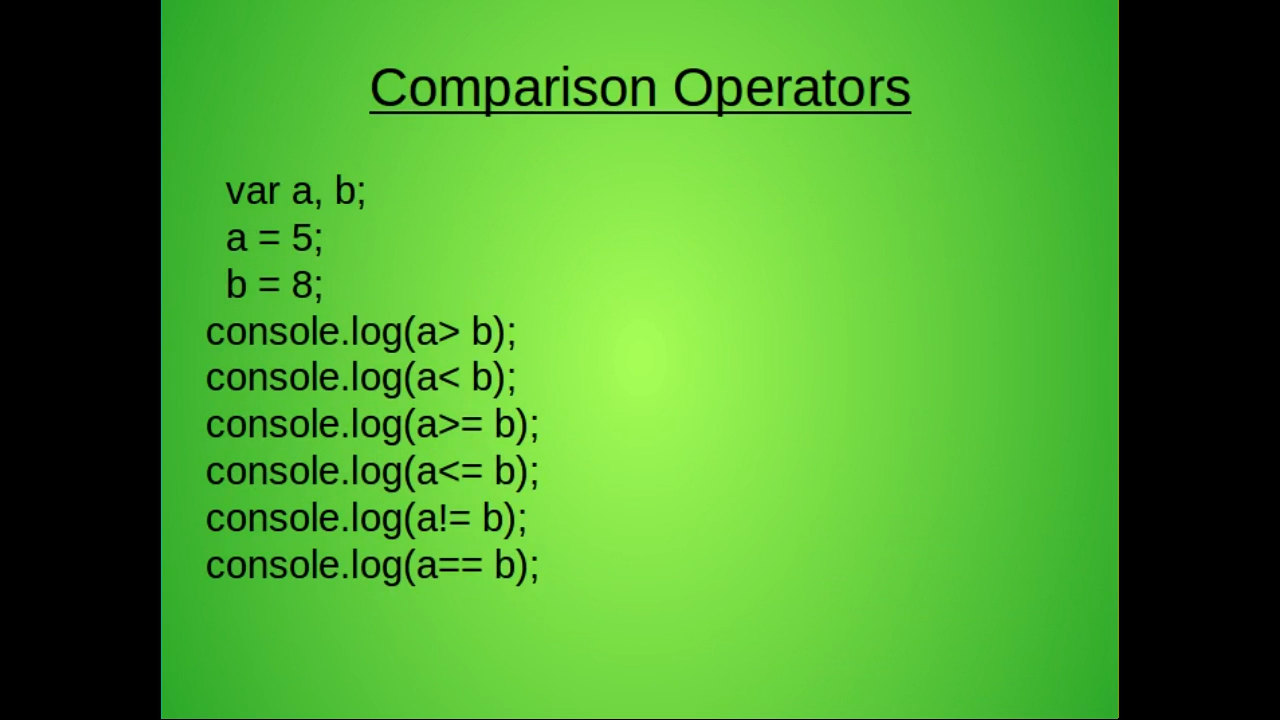 Comparison Operators
var a, b;
a = 5;
b = 8;
console.log(a> b);
console.log(a< b);
console.log(a>= b);
console.log(a<= b);
console.log(a!= b);
console.log(a== b);